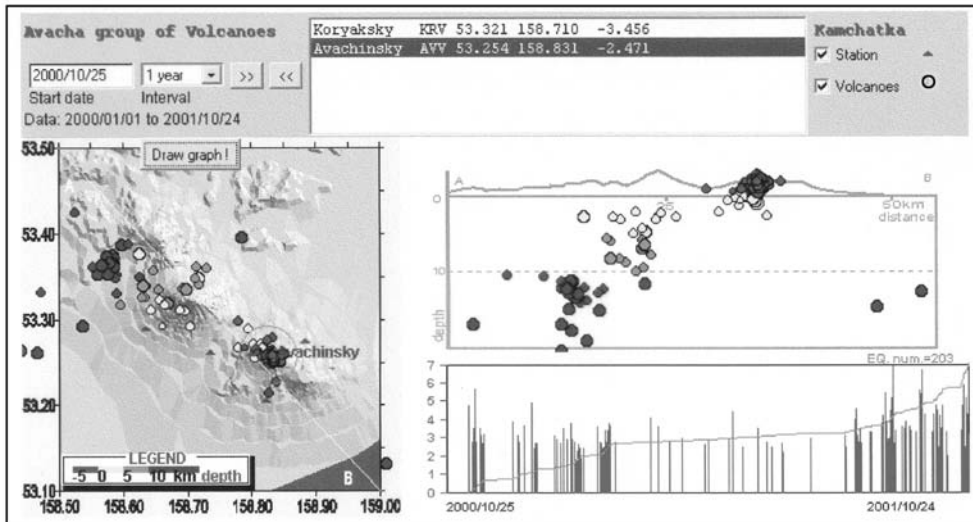 Avacha group of Volcanoes
2000/10/25
1 year
>>
<<
Start date
Interval
Data: 2000/01/01 to 2001/10/24
Koryaksky KRV 53.321 158.710 -3.456
Avachinsky AVV 53.254 158.831 -2.471
Kamchatka
Station
Volcanoes
Draw graph !
53.50
53.40
53.30
53.20
53.10
vachinsky
LEGEND
-5 0 5 10 km depth
B
158.50 158.60 158.70 158.80 158.90 159.00
A
B
0
25
50km
distance
10
depth
EQ. num.=203
7
6
5
4
3
2
1
0
2000/10/25
2001/10/24